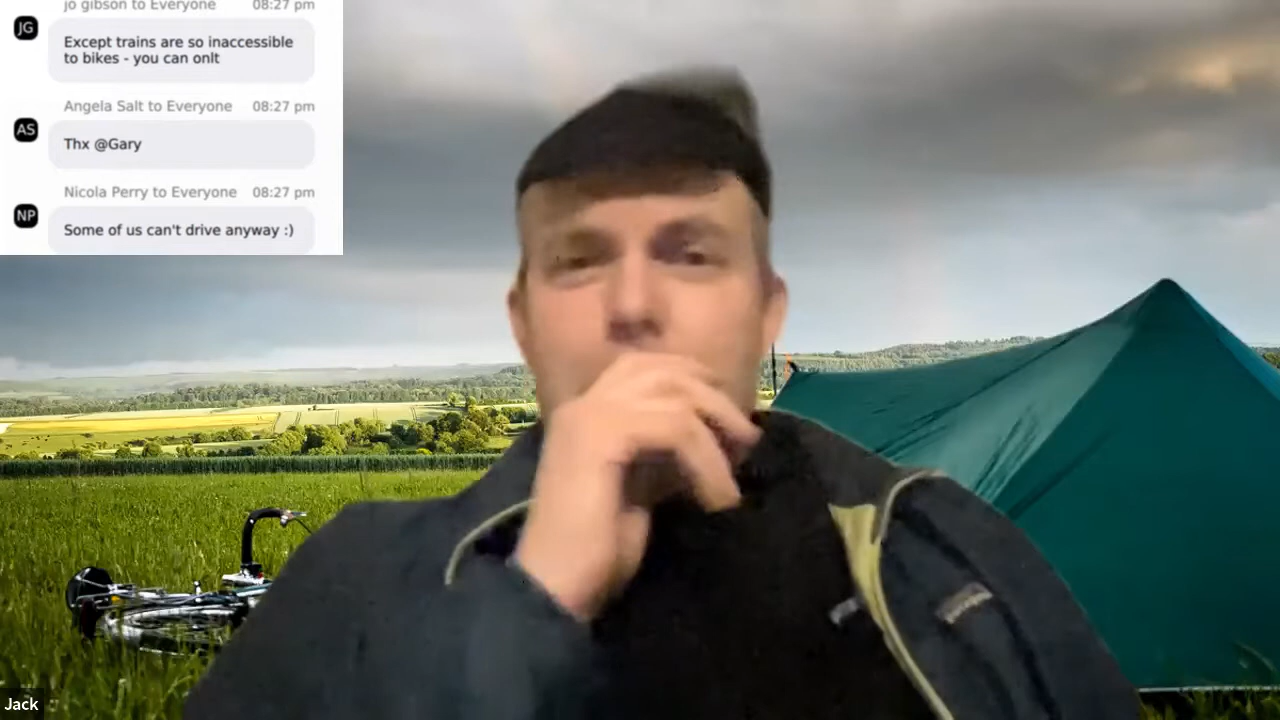 jo gibson to Everyone 08:27 pm
JG
Except trains are so inaccessible
to bikes - you can onlt
Angela Salt to Everyone 08:27 pm
AS
Thx @Gary
Nicola Perry to Everyone 08:27 pm
NP
Some of us can't drive anyway :)
Jack